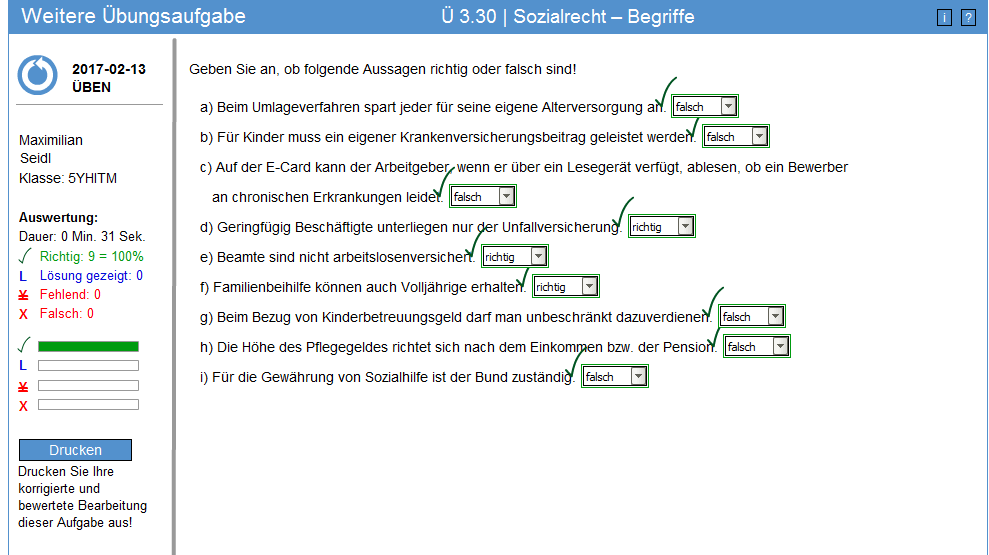 Weitere Übungsaufgabe
Ü 3.30 | Sozialrecht – Begriffe
i ?
2017-02-13
ÜBEN
Maximilian
Seidl
Klasse: 5YHITM
Auswertung:
Dauer: 0 Min. 31 Sek.
Richtig: 9 = 100%
L Lösung gezeigt: 0
Fehlend: 0
X Falsch: 0
L
X
Drucken
Drucken Sie Ihre
korrigierte und
bewertete Bearbeitung
dieser Aufgabe aus!
Geben Sie an, ob folgende Aussagen richtig oder falsch sind!
a) Beim Umlageverfahren spart jeder für seine eigene Alterversorgung an. falsch
b) Für Kinder muss ein eigener Krankenversicherungsbeitrag geleistet werden. falsch
c) Auf der E-Card kann der Arbeitgeber, wenn er über ein Lesegerät verfügt, ablesen, ob ein Bewerber
an chronischen Erkrankungen leidet. falsch
d) Geringfügig Beschäftigte unterliegen nur der Unfallversicherung. richtig
e) Beamte sind nicht arbeitslosenversichert. richtig
f) Familienbeihilfe können auch Volljährige erhalten. richtig
g) Beim Bezug von Kinderbetreuungsgeld darf man unbeschränkt dazuverdienen. falsch
h) Die Höhe des Pflegegeldes richtet sich nach dem Einkommen bzw. der Pension. falsch
i) Für die Gewährung von Sozialhilfe ist der Bund zuständig. falsch